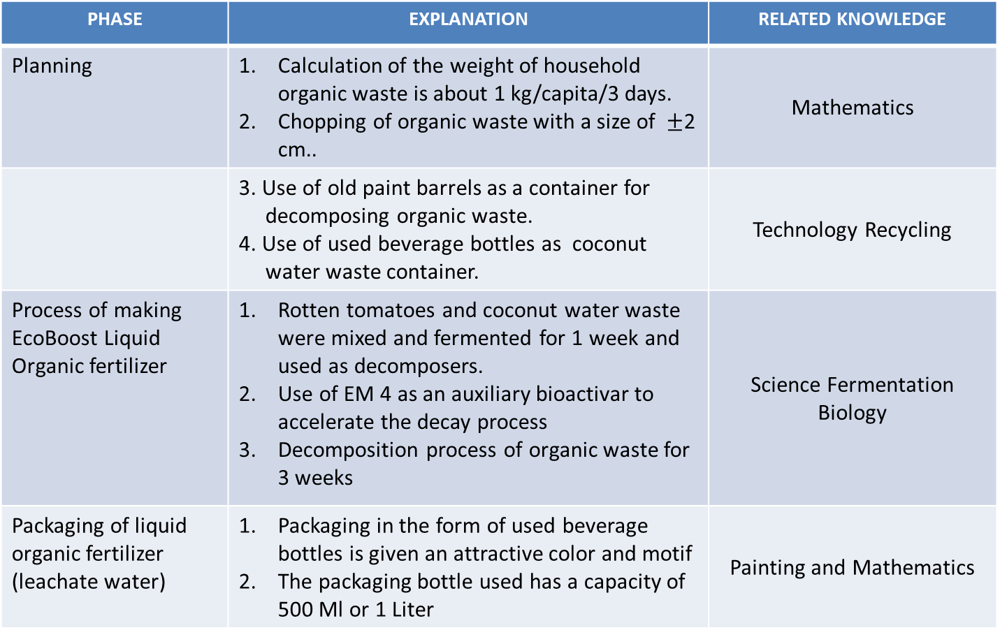 PHASE
EXPLANATION
RELATED KNOWLEDGE
Planning
1. Calculation of the weight of household
organic waste is about 1 kg/capita/3 days.
2. Chopping of organic waste with a size of ±2
cm..
Mathematics
3. Use of old paint barrels as a container for
decomposing organic waste.
4. Use of used beverage bottles as coconut
water waste container.
Technology Recycling
Process of making
EcoBoost Liquid
Organic fertilizer
1. Rotten tomatoes and coconut water waste
were mixed and fermented for 1 week and
used as decomposers.
2. Use of EM 4 as an auxiliary bioactivar to
accelerate the decay process
3. Decomposition process of organic waste for
3 weeks
Science Fermentation
Biology
Packaging of liquid
organic fertilizer
(leachate water)
1. Packaging in the form of used beverage
bottles is given an attractive color and motif
2. The packaging bottle used has a capacity of
500 Ml or 1 Liter
Painting and Mathematics